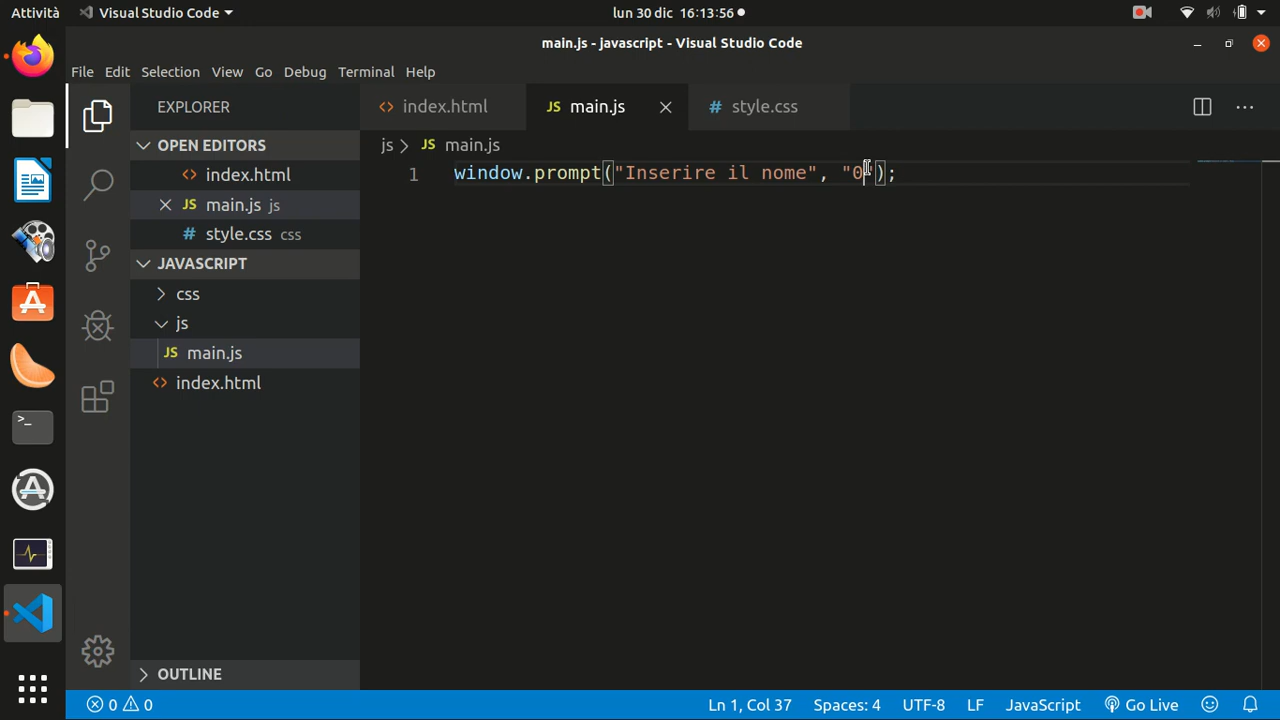 Attività Visual Studio Code lun 30 dic 16:13:56
main.js - javascript - Visual Studio Code
File Edit Selection View Go Debug Terminal Help
EXPLORER
index.html JS main.js # style.css
OPEN EDITORS
index.html
JS main.js js
# style.css css
JAVASCRIPT
css
js
JS main.js
index.html
OUTLINE
js > JS main.js
1 window.prompt("Inserire il nome", "0");
0 0 Ln 1, Col 37 Spaces: 4 UTF-8 LF JavaScript Go Live